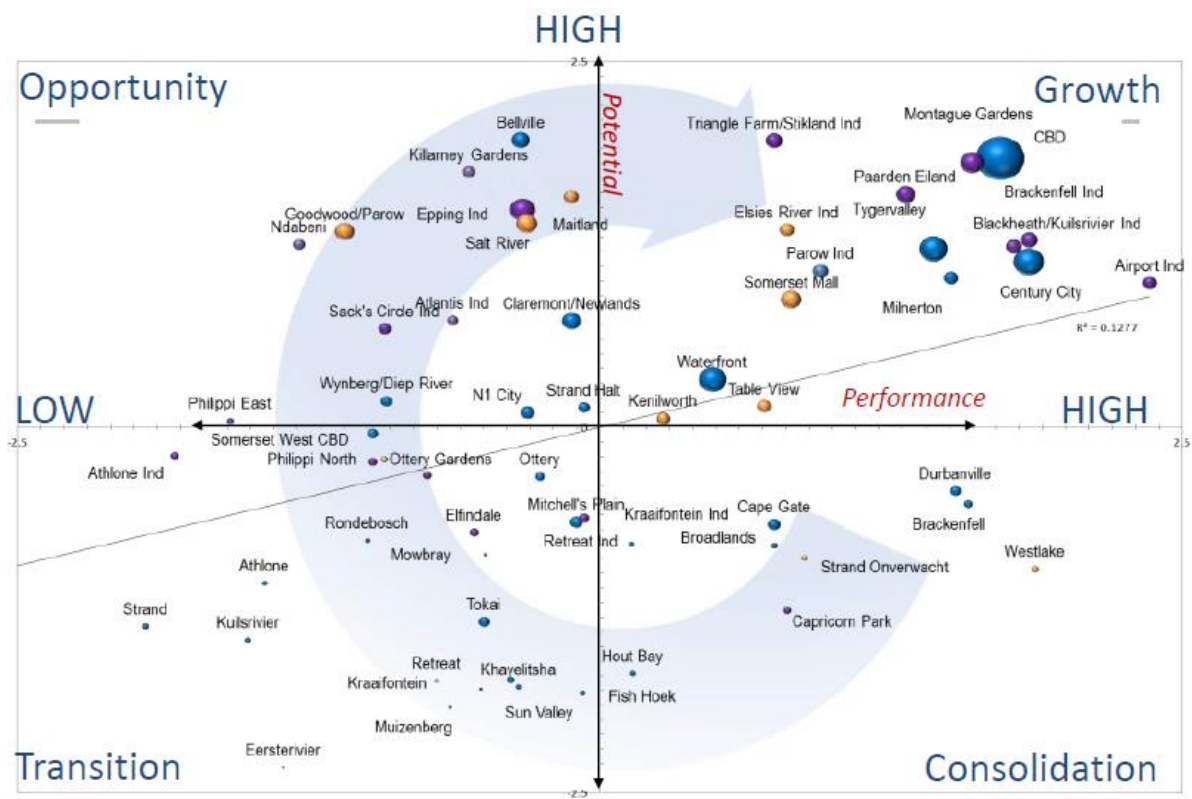 HIGH
2.5
Opportunity
Growth
Potential
Montague Gardens
Bellville
Triangle Farm/Stikland Ind
CBD
Killarney Gardens
Paarden Eiland
Brackenfell Ind
Goodwood/Parow
Epping Ind
Elsies River Ind
Tygervalley
Ndabeni
Maitland
Blackheath/Kuilsrivier Ind
Salt River
Parow Ind
Airport Ind
Somerset Mall
Century City
Atlantis Ind
Claremont/Newlands
Milnerton
Sack's Circle Ind
R² = 0.1277
Waterfront
Wynberg/Diep River
N1 City
Strand Halt
Table View
Kenilworth
Performance
Philippi East
LOW
HIGH
-2.5
0
2.5
Somerset West CBD
Philippi North
Ottery Gardens
Ottery
Athlone Ind
Durbanville
Mitchell's Plain
Kraaifontein Ind
Cape Gate
Elfindale
Rondebosch
Brackenfell
Retreat Ind
Broadlands
Mowbray
Westlake
Athlone
Strand Onverwacht
Strand
Tokai
Kuilsrivier
Capricorn Park
Hout Bay
Retreat
Khayelitsha
Kraaifontein
Fish Hoek
Sun Valley
Muizenberg
Eersterivier
Transition
Consolidation
-2.5